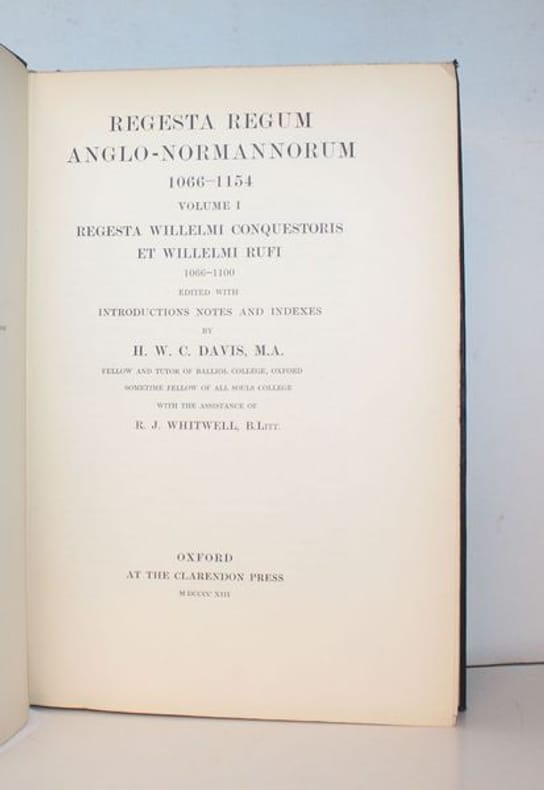 REGESTA REGUM
ANGLO-NORMANNORUM
1066–1154
VOLUME I
REGESTA WILLELMI CONQUESTORIS
ET WILLELMI RUFI
1066–1100
EDITED WITH
INTRODUCTIONS NOTES AND INDEXES
BY
H. W. C. DAVIS, M.A.
FELLOW AND TUTOR OF BALLIOL COLLEGE, OXFORD
SOMETIME FELLOW OF ALL SOULS COLLEGE
WITH THE ASSISTANCE OF
R. J. WHITWELL, B.LITT.
OXFORD
AT THE CLARENDON PRESS
M DCCCC XIII